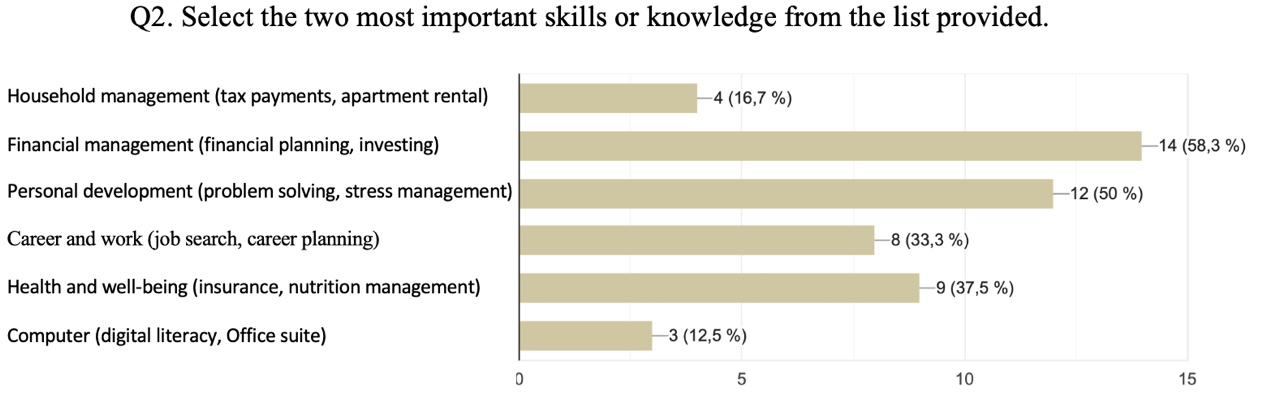 Q2. Select the two most important skills or knowledge from the list provided.
Household management (tax payments, apartment rental)
4 (16,7 %)
Financial management (financial planning, investing)
14 (58,3 %)
Personal development (problem solving, stress management)
12 (50 %)
Career and work (job search, career planning)
8 (33,3 %)
Health and well-being (insurance, nutrition management)
9 (37,5 %)
Computer (digital literacy, Office suite)
3 (12,5 %)
0 5 10 15